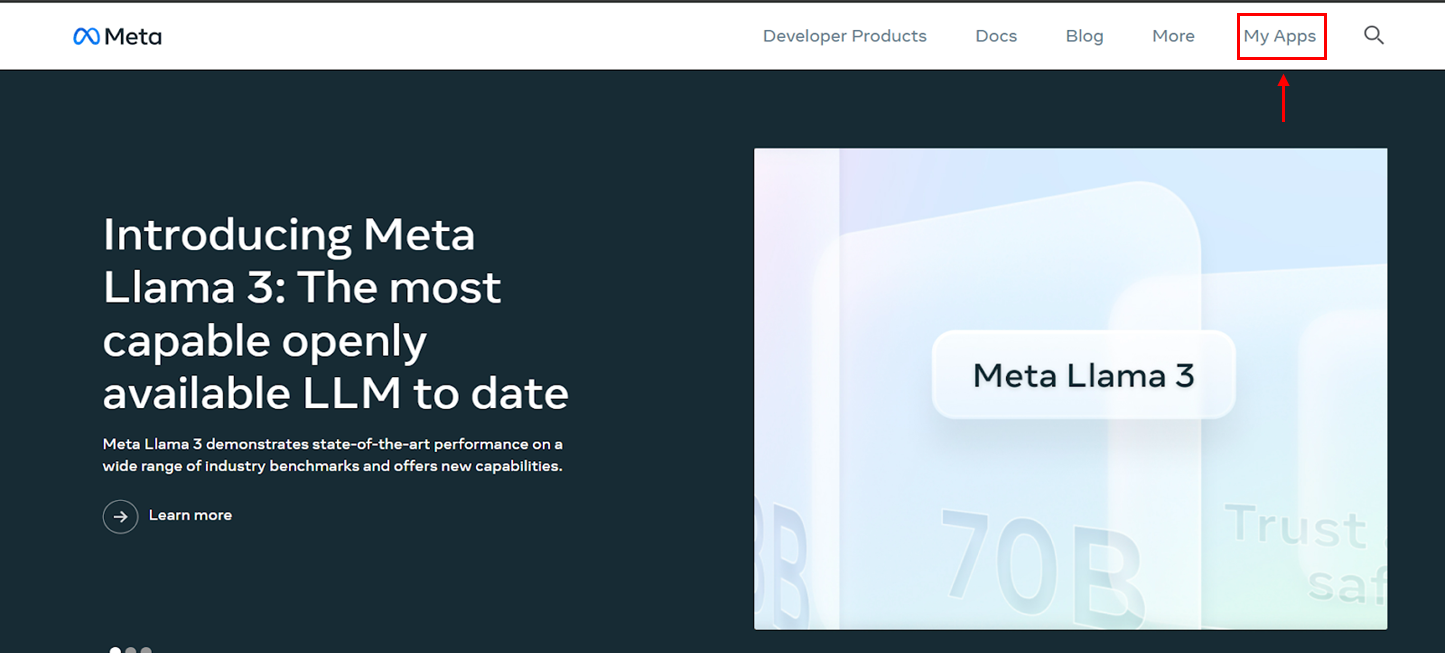 Meta
Developer Products
Docs
Blog
More
My Apps
Introducing Meta
Llama 3: The most
capable openly
available LLM to date
Meta Llama 3 demonstrates state-of-the-art performance on a
wide range of industry benchmarks and offers new capabilities.
Learn more
Meta Llama 3
8B
70B
Trust